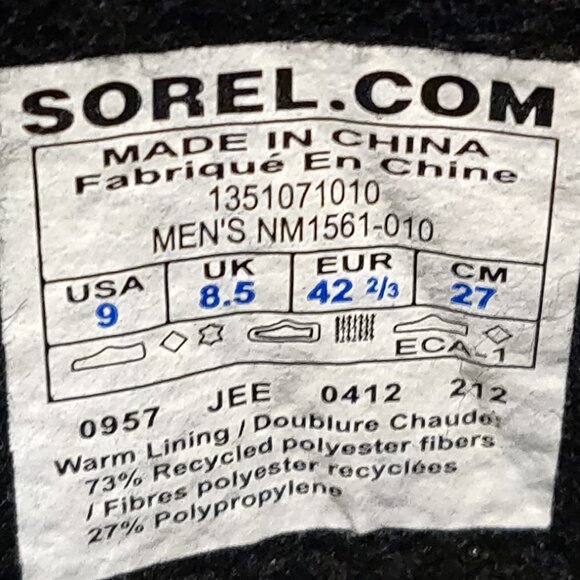 SOREL.COM
MADE IN CHINA
Fabriqué En Chine
1351071010
MEN'S NM1561-010
USA UK EUR CM
9 8.5 42 2/3 27
ECA-1
0957 JEE 0412 212
Warm Lining / Doublure Chaude:
73% Recycled polyester fibers
/ Fibres polyester recyclées
27% Polypropylene